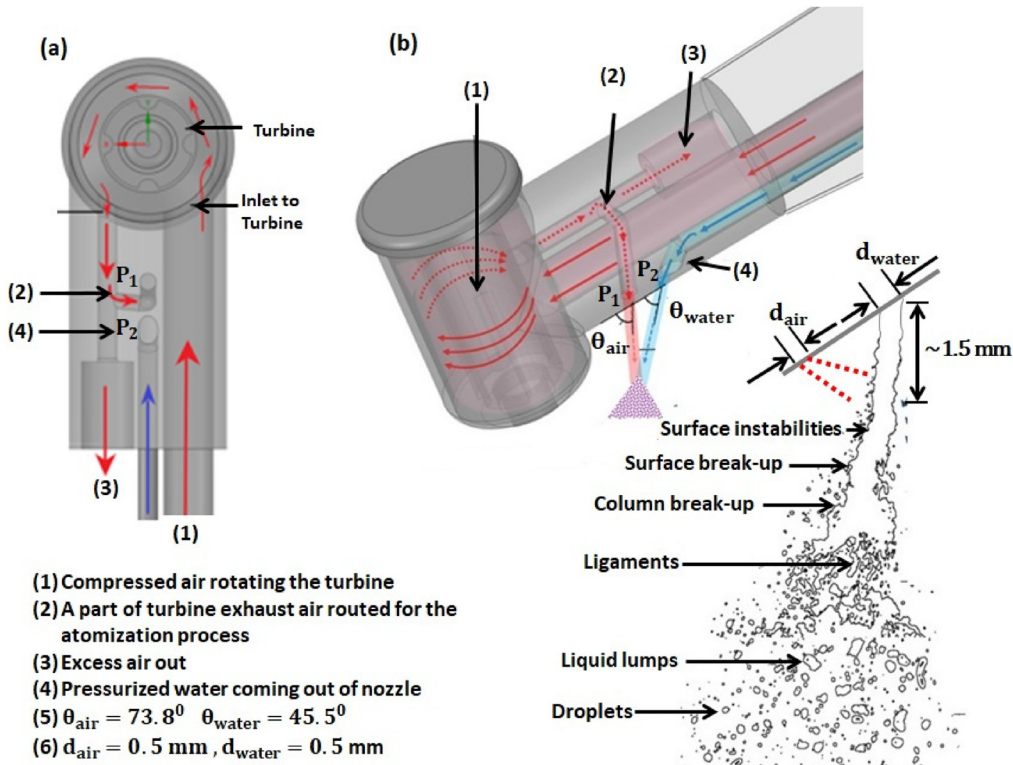 (a)
Turbine
Inlet to
Turbine
P1
(2)
(4)
P2
(3)
(1)
(b)
(1)
(2)
(3)
P2
(4)
P1
θwater
θair
dwater
dair
~1.5 mm
Surface instabilities
Surface break-up
Column break-up
Ligaments
Liquid lumps
Droplets
(1) Compressed air rotating the turbine
(2) A part of turbine exhaust air routed for the
atomization process
(3) Excess air out
(4) Pressurized water coming out of nozzle
(5) θair = 73.8⁰ θwater = 45.5⁰
(6) dair = 0.5 mm , dwater = 0.5 mm